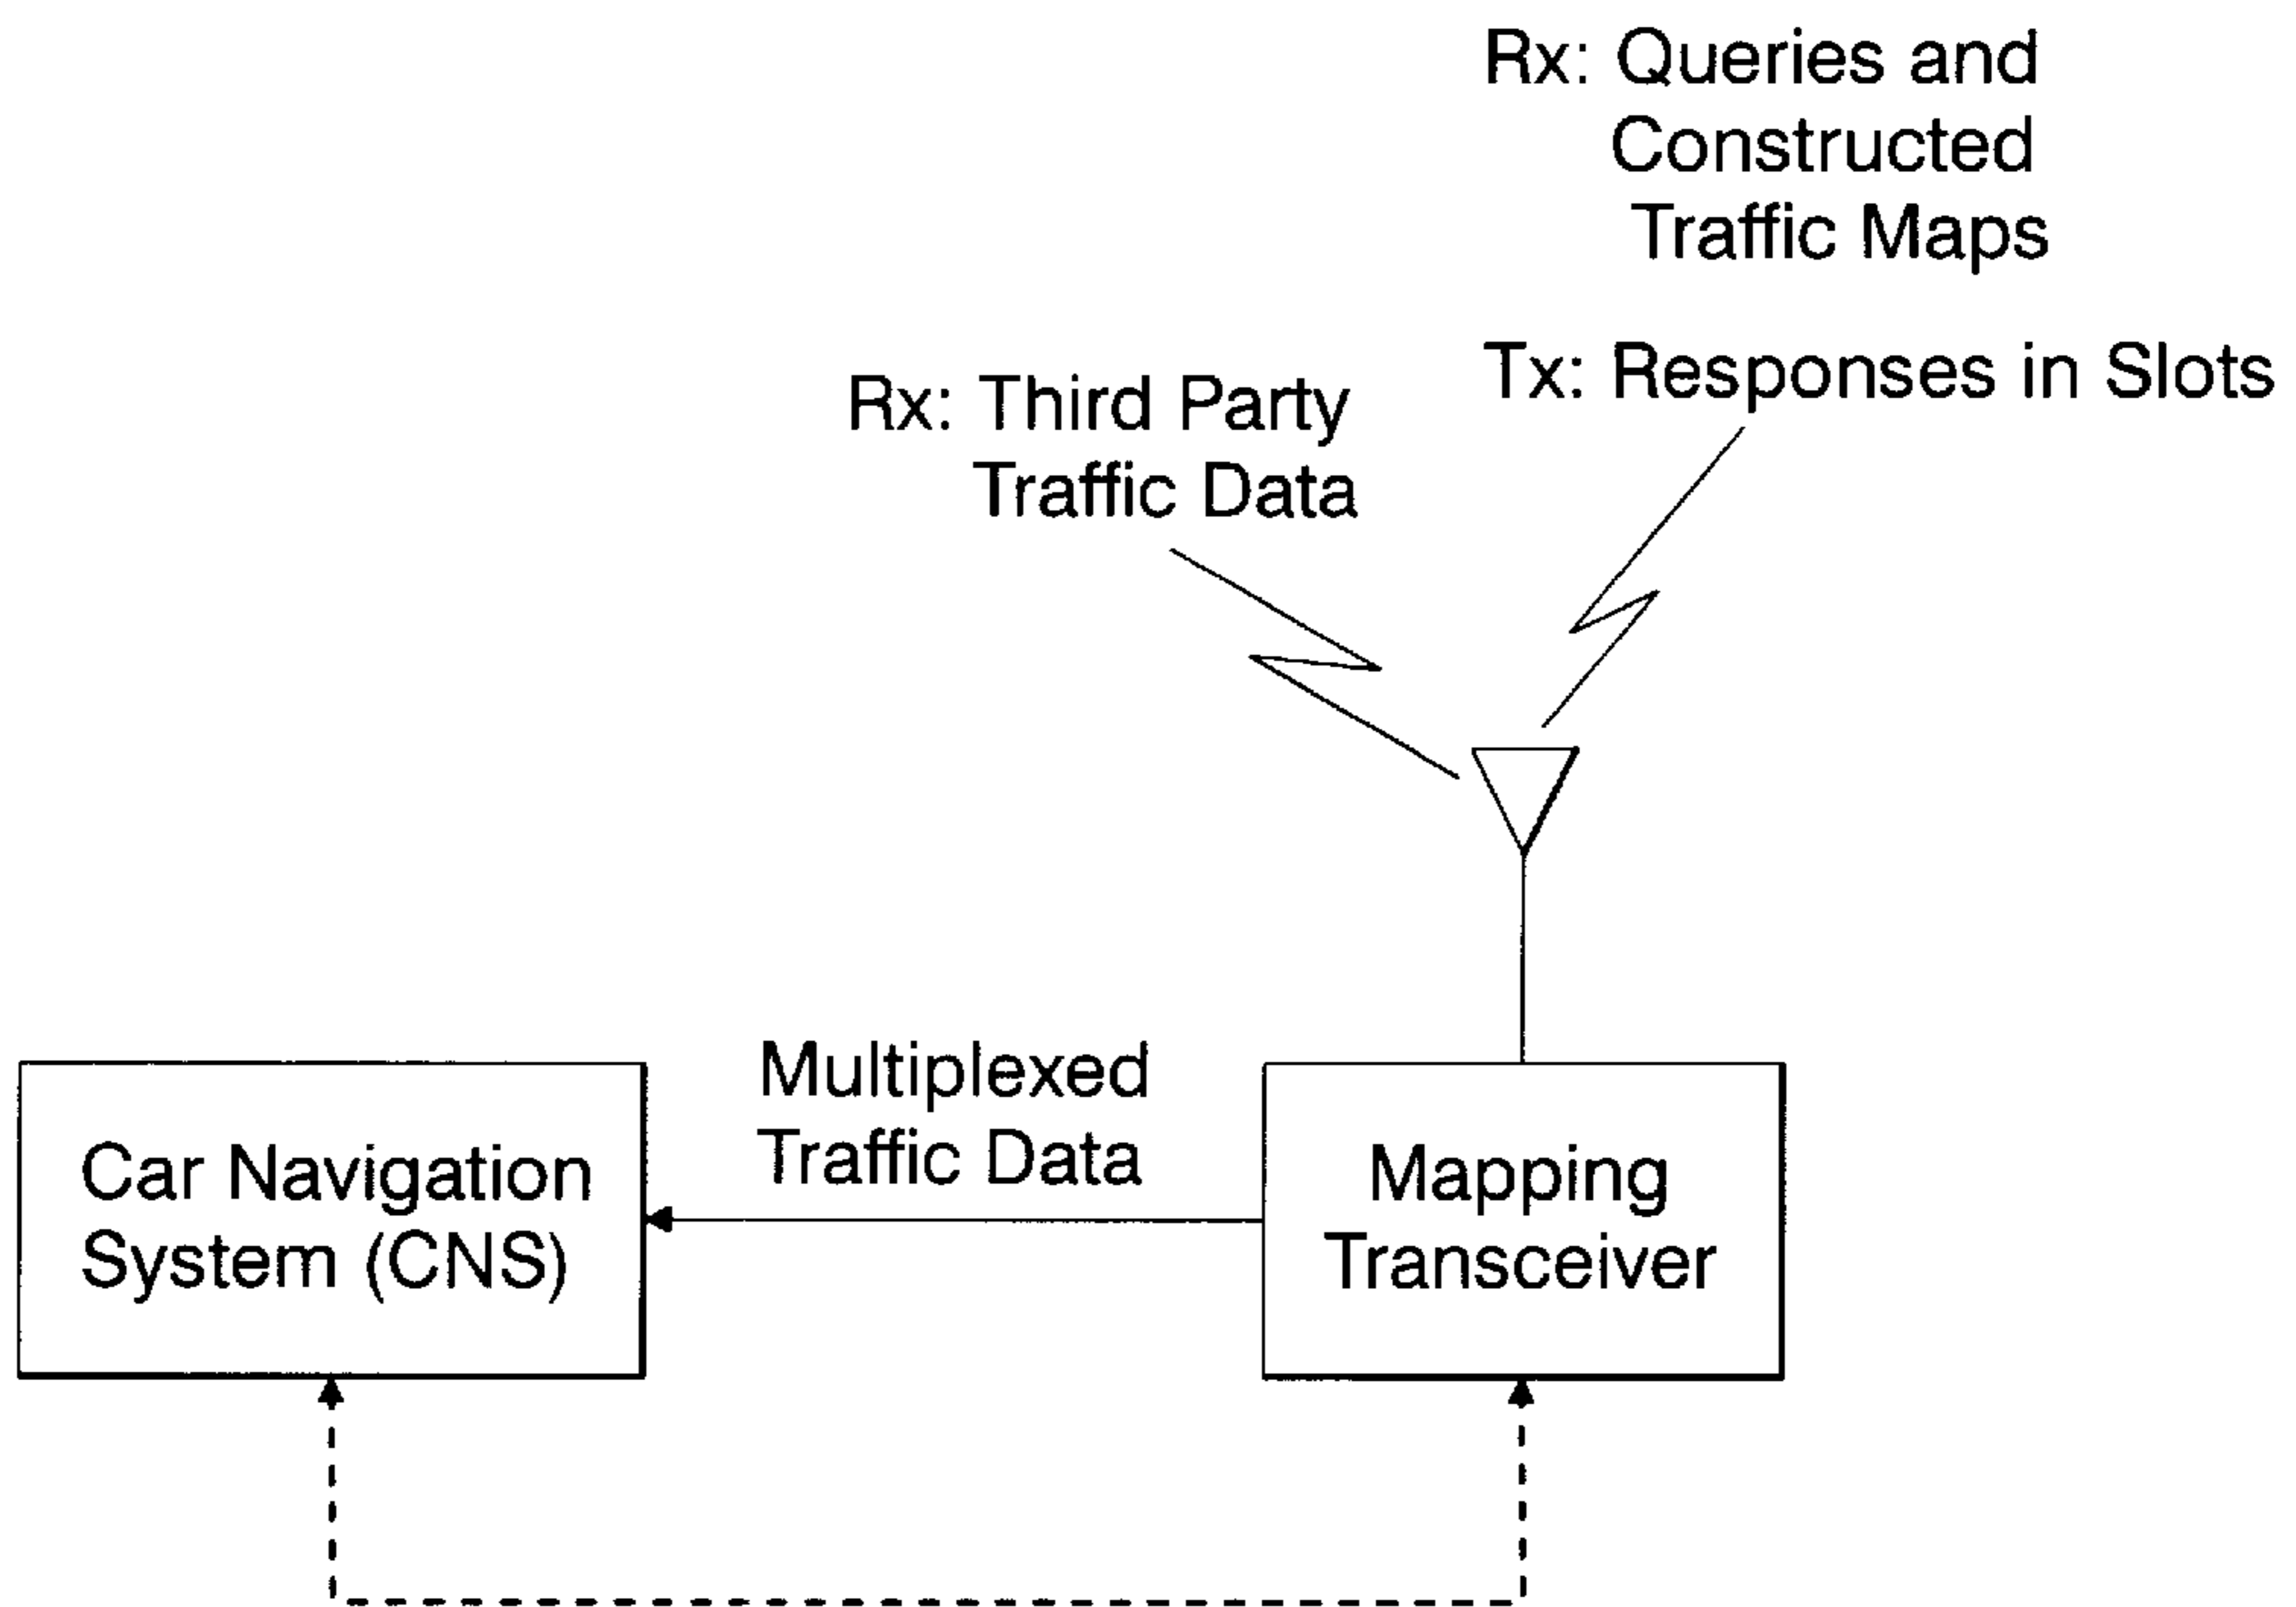 Rx: Queries and
Constructed
Traffic Maps
Tx: Responses in Slots
Rx: Third Party
Traffic Data
Multiplexed
Traffic Data
Car Navigation
System (CNS)
Mapping
Transceiver